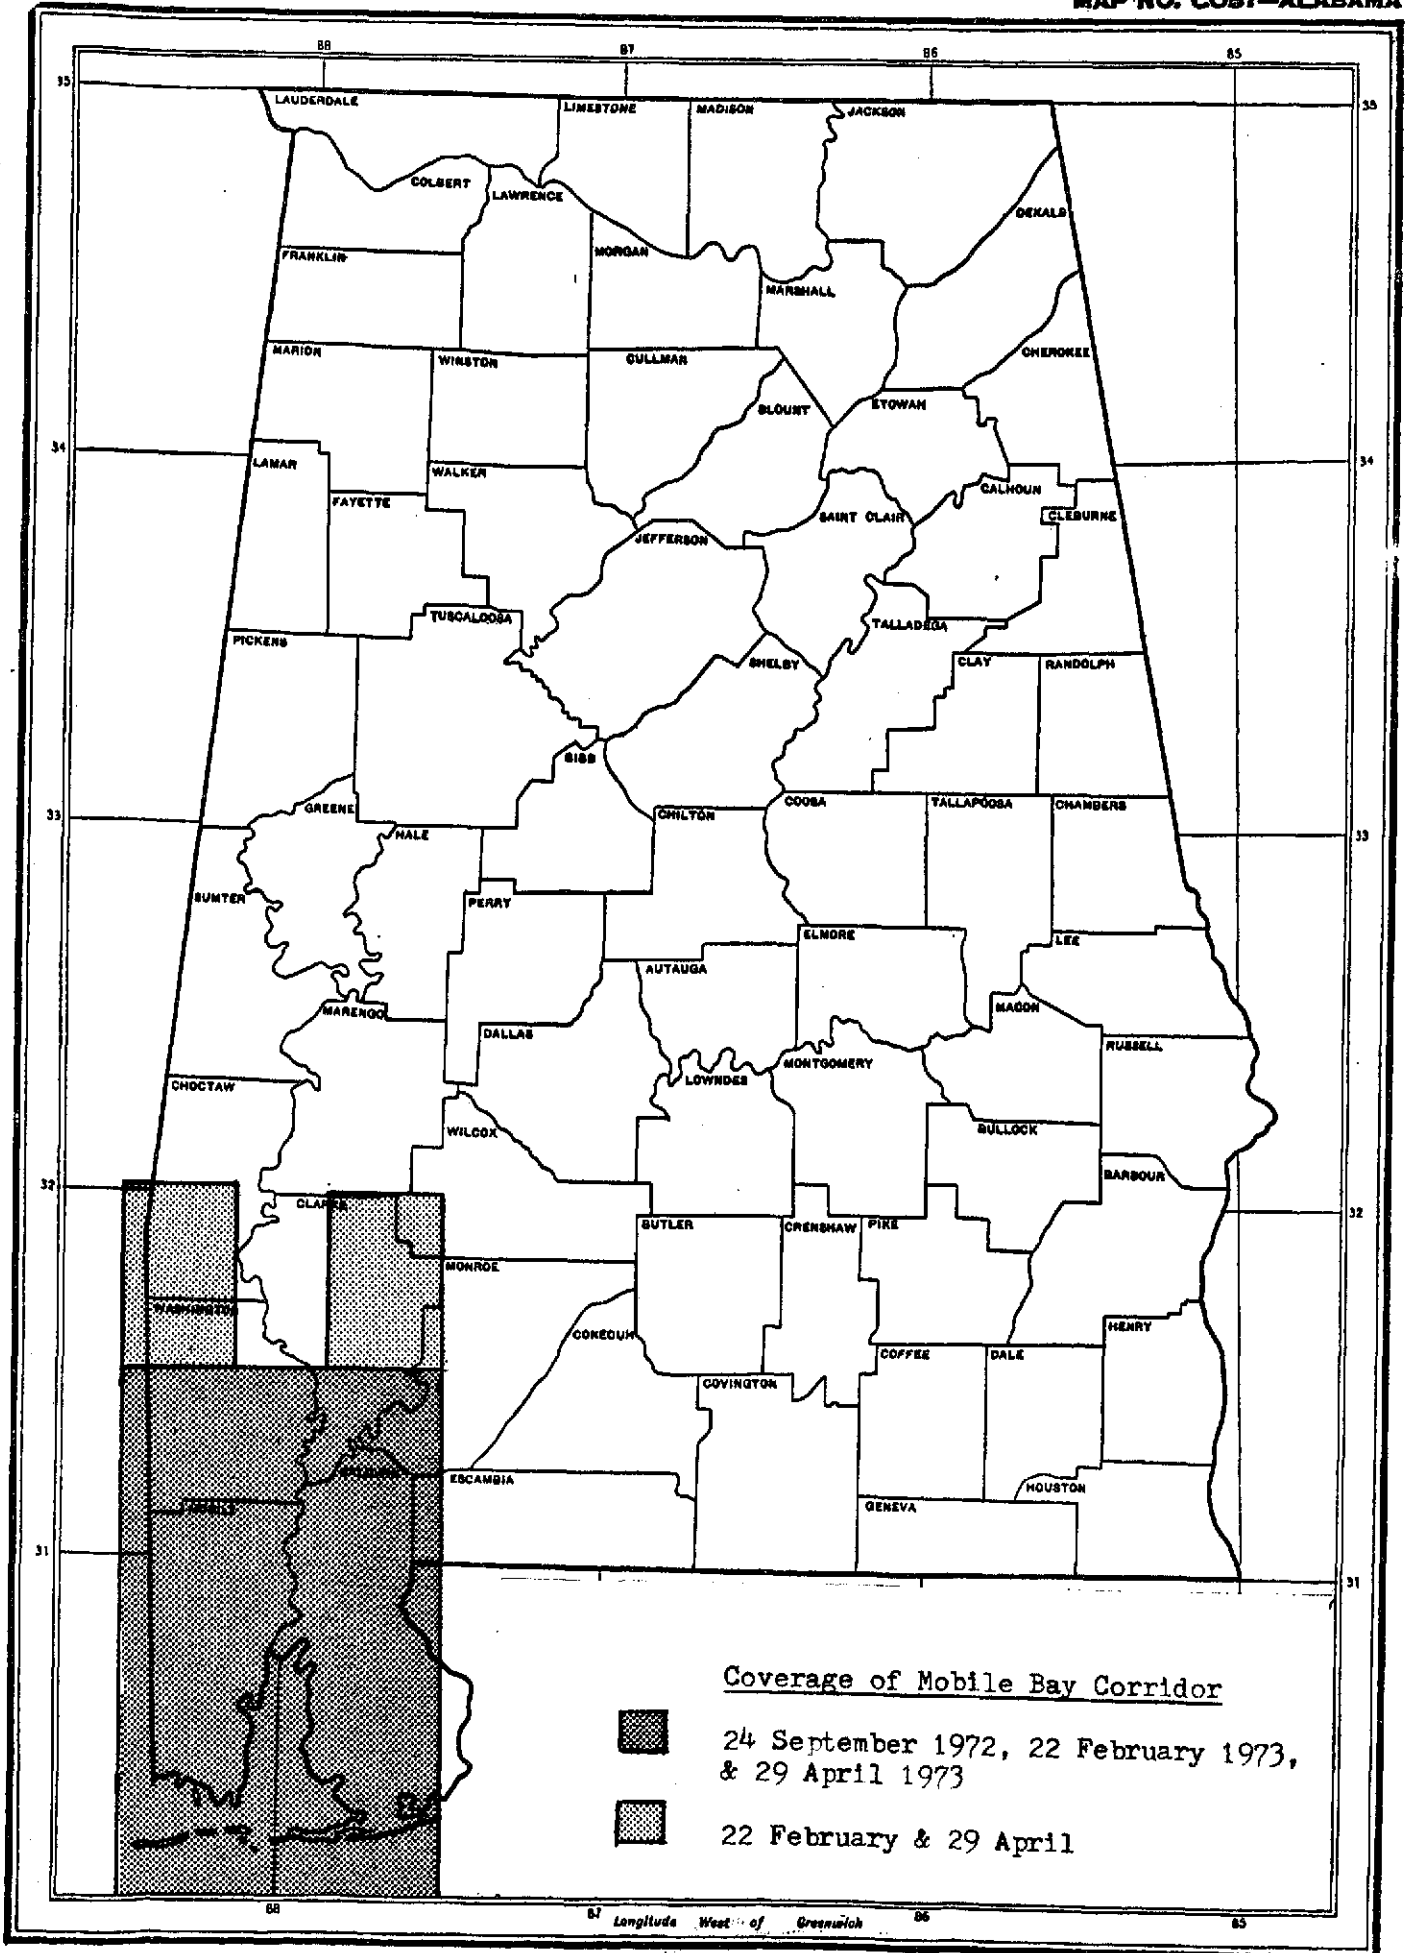 MAP NO. CO57—ALABAMA
88 87 86 85
35 35
LAUDERDALE LIMESTONE MADISON JACKSON
COLBERT
LAWRENCE
DEKALB
FRANKLIN MORGAN
MARSHALL
MARION WINSTON CULLMAN CHEROKEE
BLOUNT ETOWAH
34 34
LAMAR WALKER
FAYETTE CALHOUN
SAINT CLAIR CLEBURNE
JEFFERSON
TUSCALOOSA TALLADEGA
PICKENS SHELBY CLAY RANDOLPH
BIBB
GREENE CHILTON COOSA TALLAPOOSA CHAMBERS
33 33
HALE
SUMTER PERRY
ELMORE LEE
AUTAUGA
MARENGO MACON
DALLAS RUSSELL
CHOCTAW LOWNDES MONTGOMERY
WILCOX BULLOCK
BARBOUR
32 32
CLARKE BUTLER CRENSHAW PIKE
MONROE
WASHINGTON
CONECUH HENRY
COFFEE DALE
COVINGTON
ESCAMBIA HOUSTON
GENEVA
MOBILE
31 31
Coverage of Mobile Bay Corridor
24 September 1972, 22 February 1973,
& 29 April 1973
22 February & 29 April
88 87 86 85
Longitude West of Greenwich